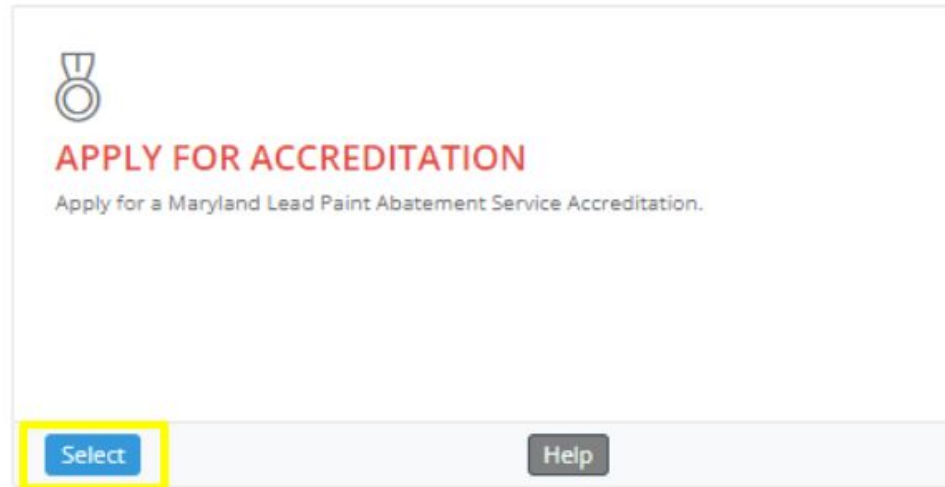 APPLY FOR ACCREDITATION
Apply for a Maryland Lead Paint Abatement Service Accreditation.
Select
Help